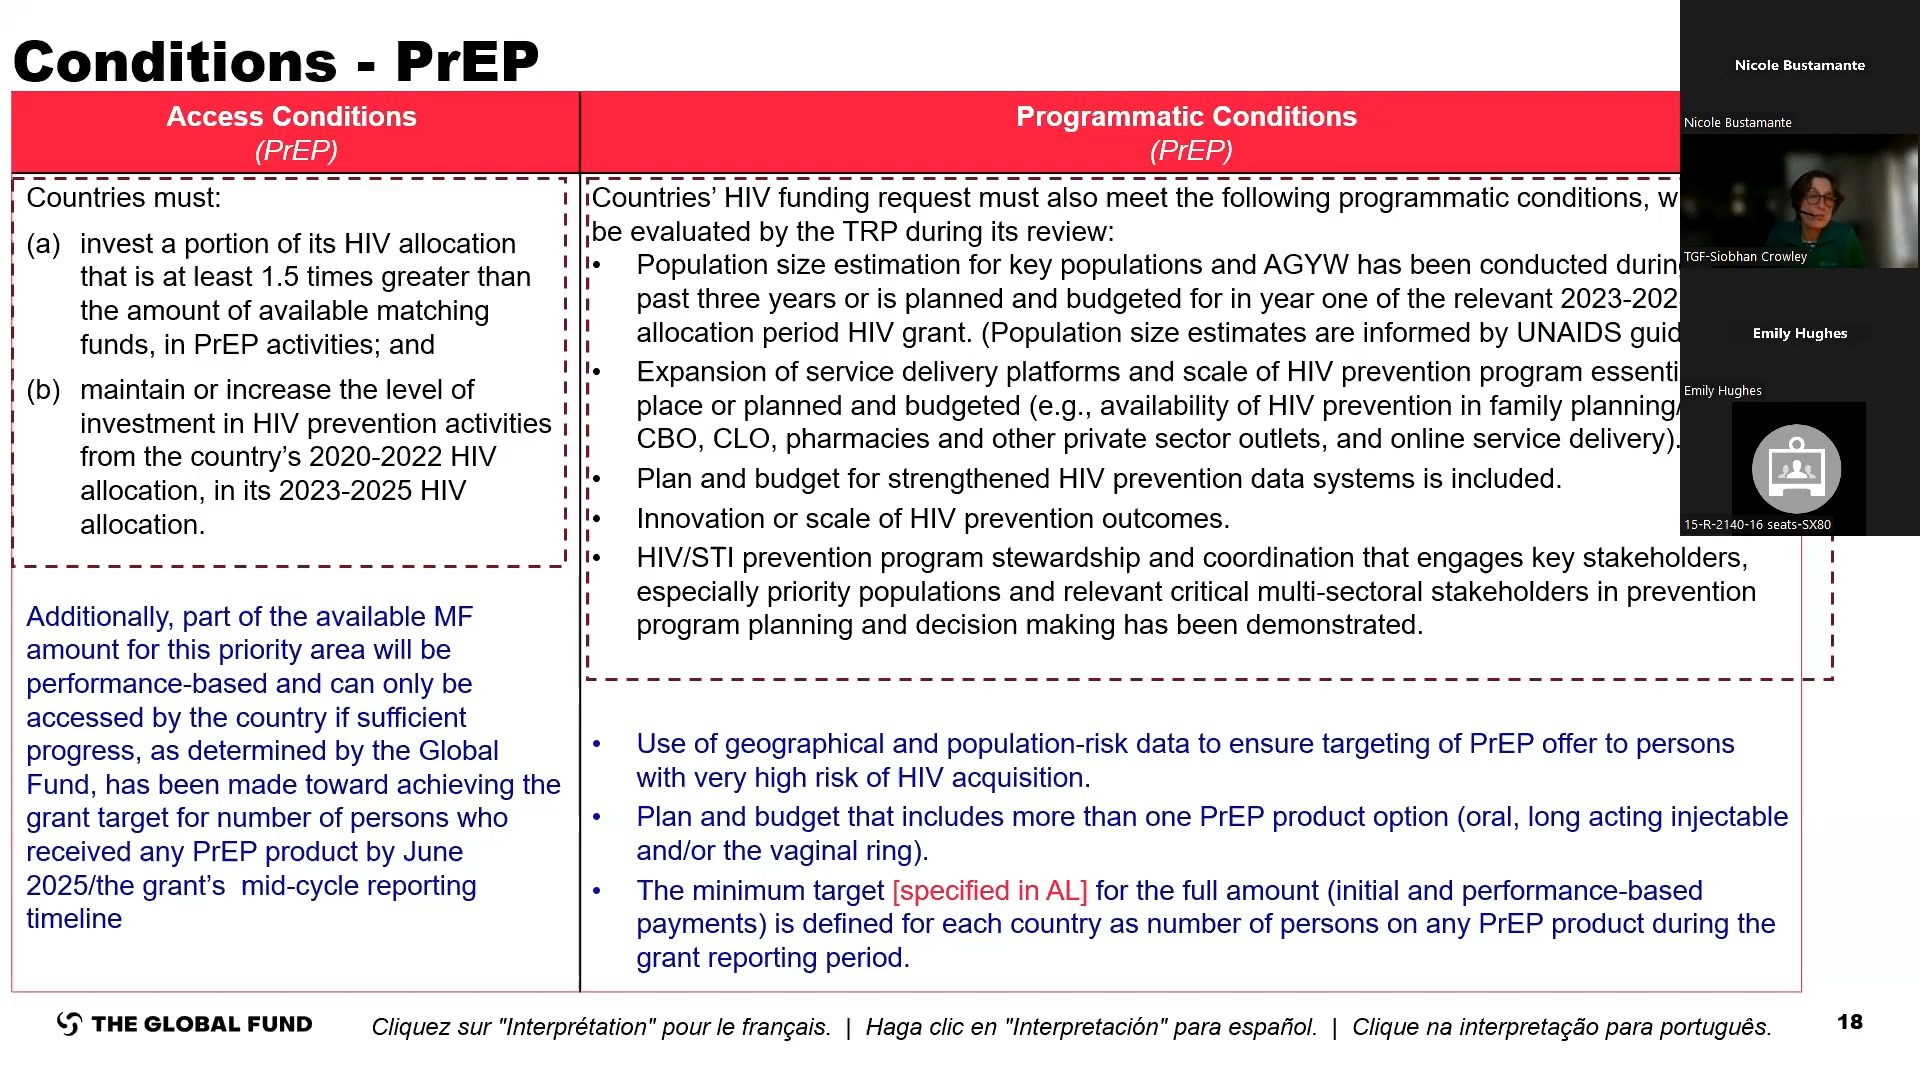 Conditions - PrEP
Access Conditions
(PrEP)
Programmatic Conditions
(PrEP)
Countries must:
(a) invest a portion of its HIV allocation
that is at least 1.5 times greater than
the amount of available matching
funds, in PrEP activities; and
(b) maintain or increase the level of
investment in HIV prevention activities
from the country’s 2020-2022 HIV
allocation, in its 2023-2025 HIV
allocation.
Additionally, part of the available MF
amount for this priority area will be
performance-based and can only be
accessed by the country if sufficient
progress, as determined by the Global
Fund, has been made toward achieving the
grant target for number of persons who
received any PrEP product by June
2025/the grant’s mid-cycle reporting
timeline
Countries’ HIV funding request must also meet the following programmatic conditions,
be evaluated by the TRP during its review:
• Population size estimation for key populations and AGYW has been conducted
past three years or is planned and budgeted for in year one of the relevant
allocation period HIV grant. (Population size estimates are informed by UNAIDS
• Expansion of service delivery platforms and scale of HIV prevention program
place or planned and budgeted (e.g., availability of HIV prevention in family planning/
CBO, CLO, pharmacies and other private sector outlets, and online service delivery).
• Plan and budget for strengthened HIV prevention data systems is included.
• Innovation or scale of HIV prevention outcomes.
• HIV/STI prevention program stewardship and coordination that engages key stakeholders,
especially priority populations and relevant critical multi-sectoral stakeholders in prevention
program planning and decision making has been demonstrated.
• Use of geographical and population-risk data to ensure targeting of PrEP offer to persons
with very high risk of HIV acquisition.
• Plan and budget that includes more than one PrEP product option (oral, long acting injectable
and/or the vaginal ring).
• The minimum target [specified in AL] for the full amount (initial and performance-based
payments) is defined for each country as number of persons on any PrEP product during the
grant reporting period.
Nicole Bustamante
Nicole Bustamante
TGF-Siobhan Crowley
Emily Hughes
Emily Hughes
15-R-2140-16 seats-SX80
THE GLOBAL FUND
Cliquez sur "Interprétation" pour le français. | Haga clic en "Interpretación" para español. | Clique na interpretação para português.
18